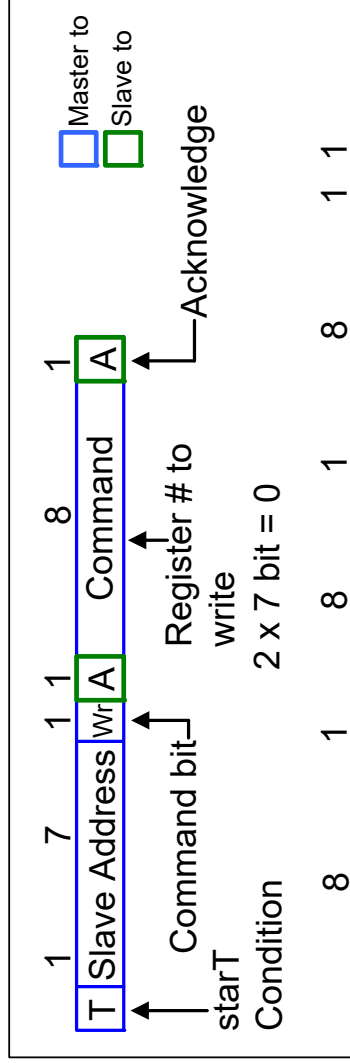 1 7 1 1 8 1
T Slave Address Wr A Command A
Master to
Slave to
starT
Condition
Command bit
Register # to
write
2 x 7 bit = 0
Acknowledge
8 1 8 1 8 1 1